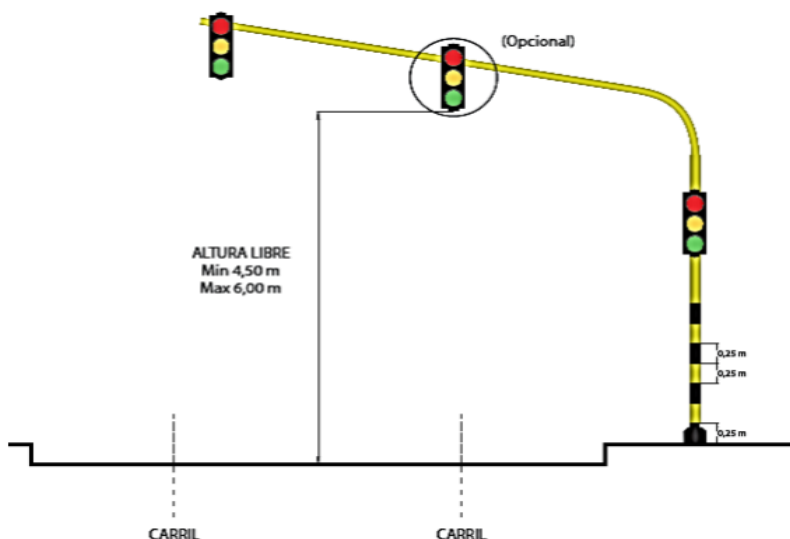 (Opcional)
ALTURA LIBRE
Min 4,50 m
Max 6,00 m
0,25 m
0,25 m
0,25 m
CARRIL
CARRIL